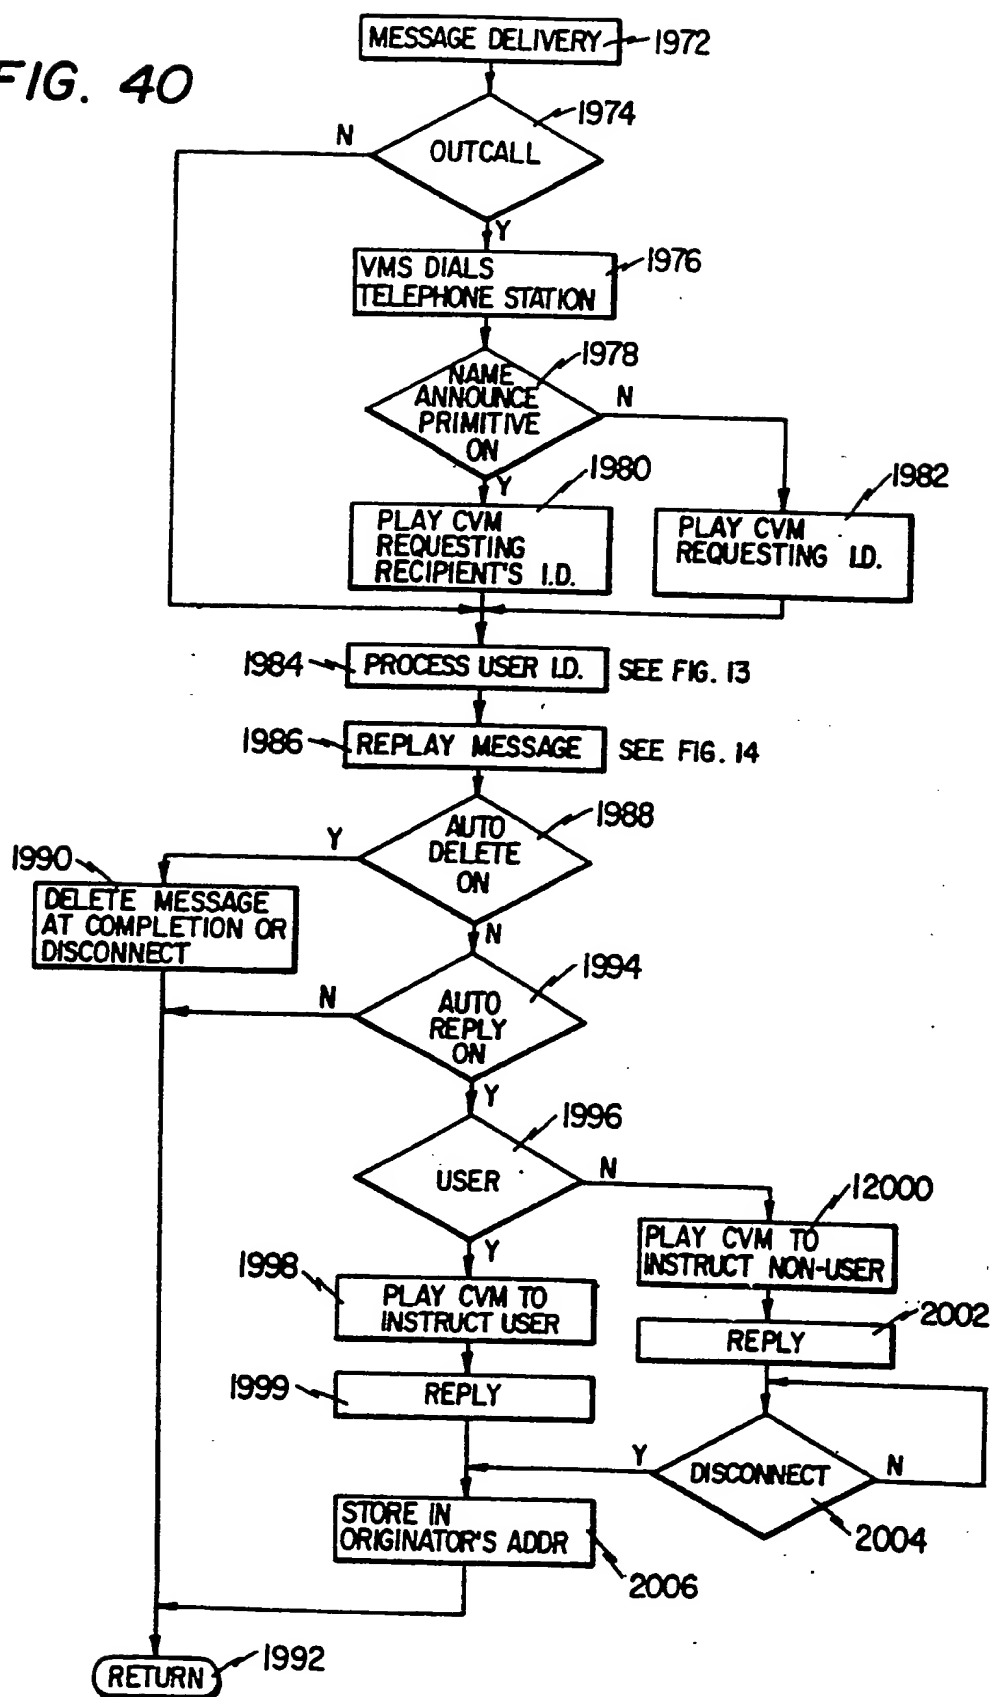 FIG. 40
MESSAGE DELIVERY
1972
1974
OUTCALL
N
Y
VMS DIALS
TELEPHONE STATION
1976
1978
NAME
ANNOUNCE
PRIMITIVE
ON
N
Y
1980
PLAY CVM
REQUESTING
RECIPIENT'S I.D.
1982
PLAY CVM
REQUESTING I.D.
1984
PROCESS USER I.D.
SEE FIG. 13
1986
REPLAY MESSAGE
SEE FIG. 14
1988
AUTO
DELETE
ON
Y
1990
DELETE MESSAGE
AT COMPLETION OR
DISCONNECT
N
1994
AUTO
REPLY
ON
N
Y
1996
USER
N
12000
PLAY CVM TO
INSTRUCT NON-USER
Y
1998
PLAY CVM TO
INSTRUCT USER
2002
REPLY
1999
REPLY
Y
DISCONNECT
N
2004
STORE IN
ORIGINATOR'S ADDR
2006
RETURN
1992